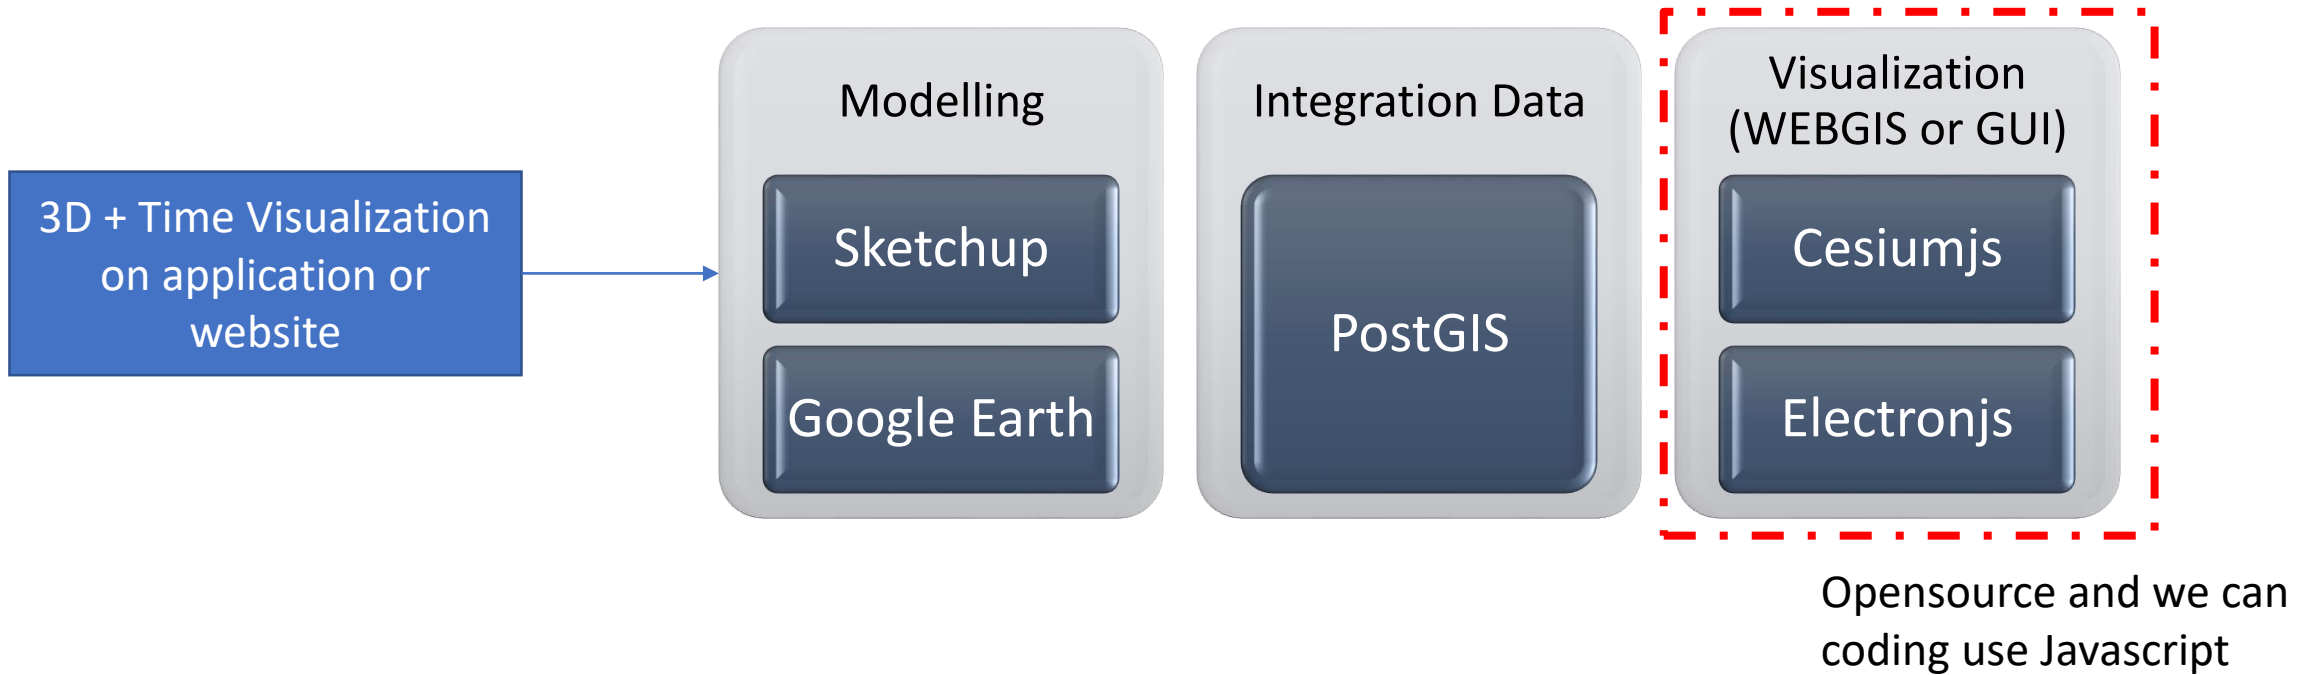 3D + Time Visualization
on application or
website
Modelling
Sketchup
Google Earth
Integration Data
PostGIS
Visualization
(WEBGIS or GUI)
Cesiumjs
Electronjs
Opensource and we can
coding use Javascript